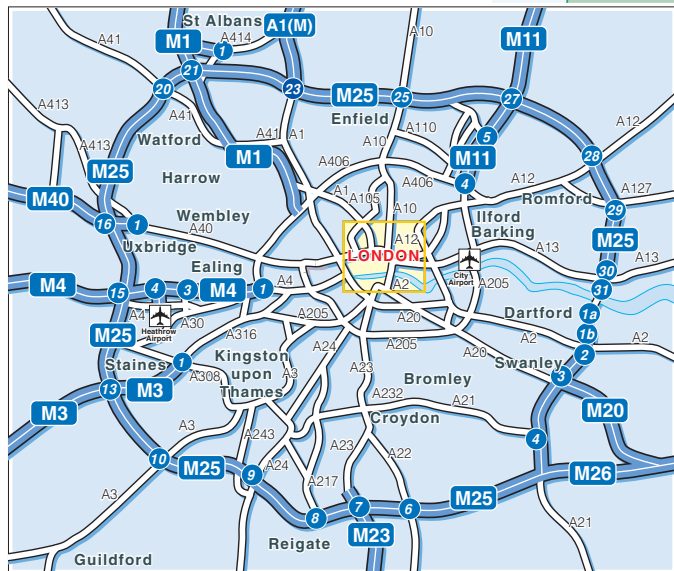 St Albans
A1(M)
A10
A41
M1
A414
1
M11
21
20
23
M25
25
27
A413
A41
Enfield
A12
A110
5
A413
Watford
A41
A1
A10
28
M1
A406
M11
M25
Harrow
A406
4
A12
A127
M40
A1
A105
Romford
29
Wembley
A10
Ilford
16
1
A40
A12
Barking
M25
Uxbridge
LONDON
A13
A13
Ealing
City
Airport
30
M4
4
3
M4
1
A4
A2
A205
31
15
A4
Heathrow
Airport
A30
A205
A20
Dartford
1a
M25
A316
A24
A205
1b
A2
A2
Staines
1
Kingston
upon
Thames
A3
A23
A20
Swanley
2
A308
Bromley
3
13
M3
A232
A21
M20
M3
Croydon
A3
A243
A23
4
10
M25
9
A24
A22
M26
A217
M25
A3
8
7
6
A21
Reigate
M23
Guildford